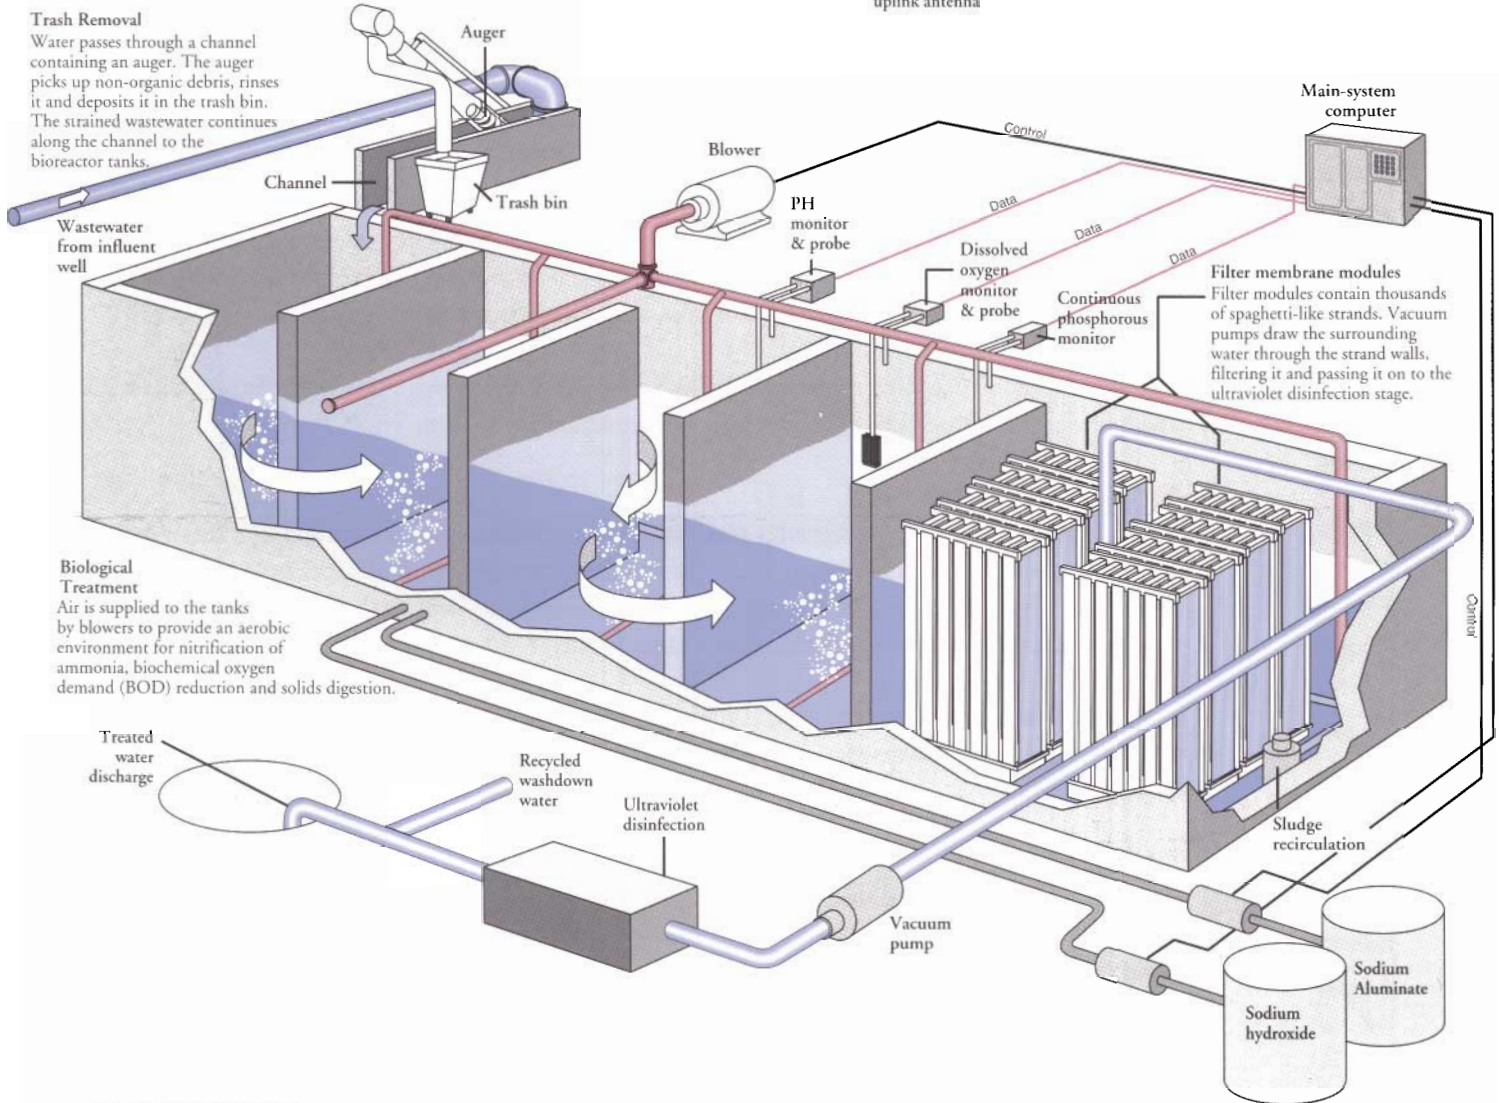 uplink antenna
Trash Removal
Water passes through a channel
containing an auger. The auger
picks up non-organic debris, rinses
it and deposits it in the trash bin.
The strained wastewater continues
along the channel to the
bioreactor tanks.
Auger
Channel
Trash bin
Wastewater
from influent
well
Blower
Control
Main-system
computer
PH
monitor
& probe
Data
Dissolved
oxygen
monitor
& probe
Data
Continuous
phosphorous
monitor
Data
Filter membrane modules
Filter modules contain thousands
of spaghetti-like strands. Vacuum
pumps draw the surrounding
water through the strand walls,
filtering it and passing it on to the
ultraviolet disinfection stage.
Control
Biological
Treatment
Air is supplied to the tanks
by blowers to provide an aerobic
environment for nitrification of
ammonia, biochemical oxygen
demand (BOD) reduction and solids digestion.
Treated
water
discharge
Recycled
washdown
water
Ultraviolet
disinfection
Vacuum
pump
Sludge
recirculation
Sodium
Aluminate
Sodium
hydroxide